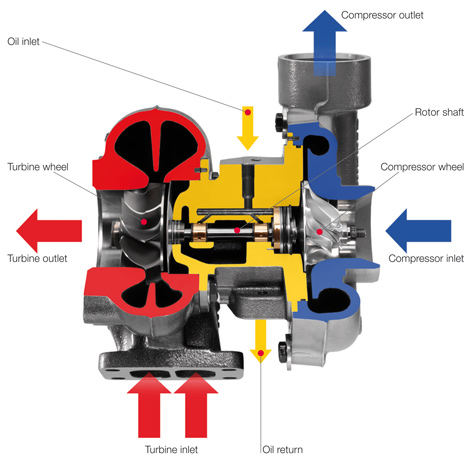 Compressor outlet
Oil inlet
Rotor shaft
Turbine wheel
Compressor wheel
Turbine outlet
Compressor inlet
Turbine inlet
Oil return